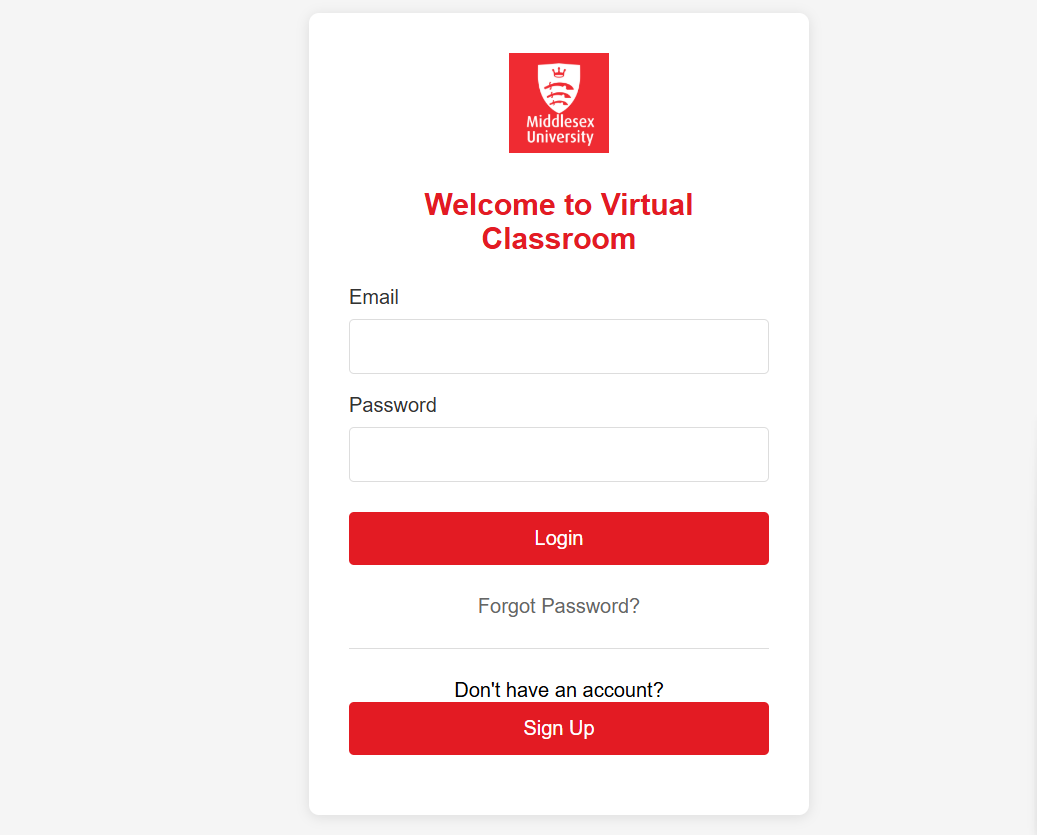 Middlesex
University
Welcome to Virtual
Classroom
Email
Password
Login
Forgot Password?
Don't have an account?
Sign Up